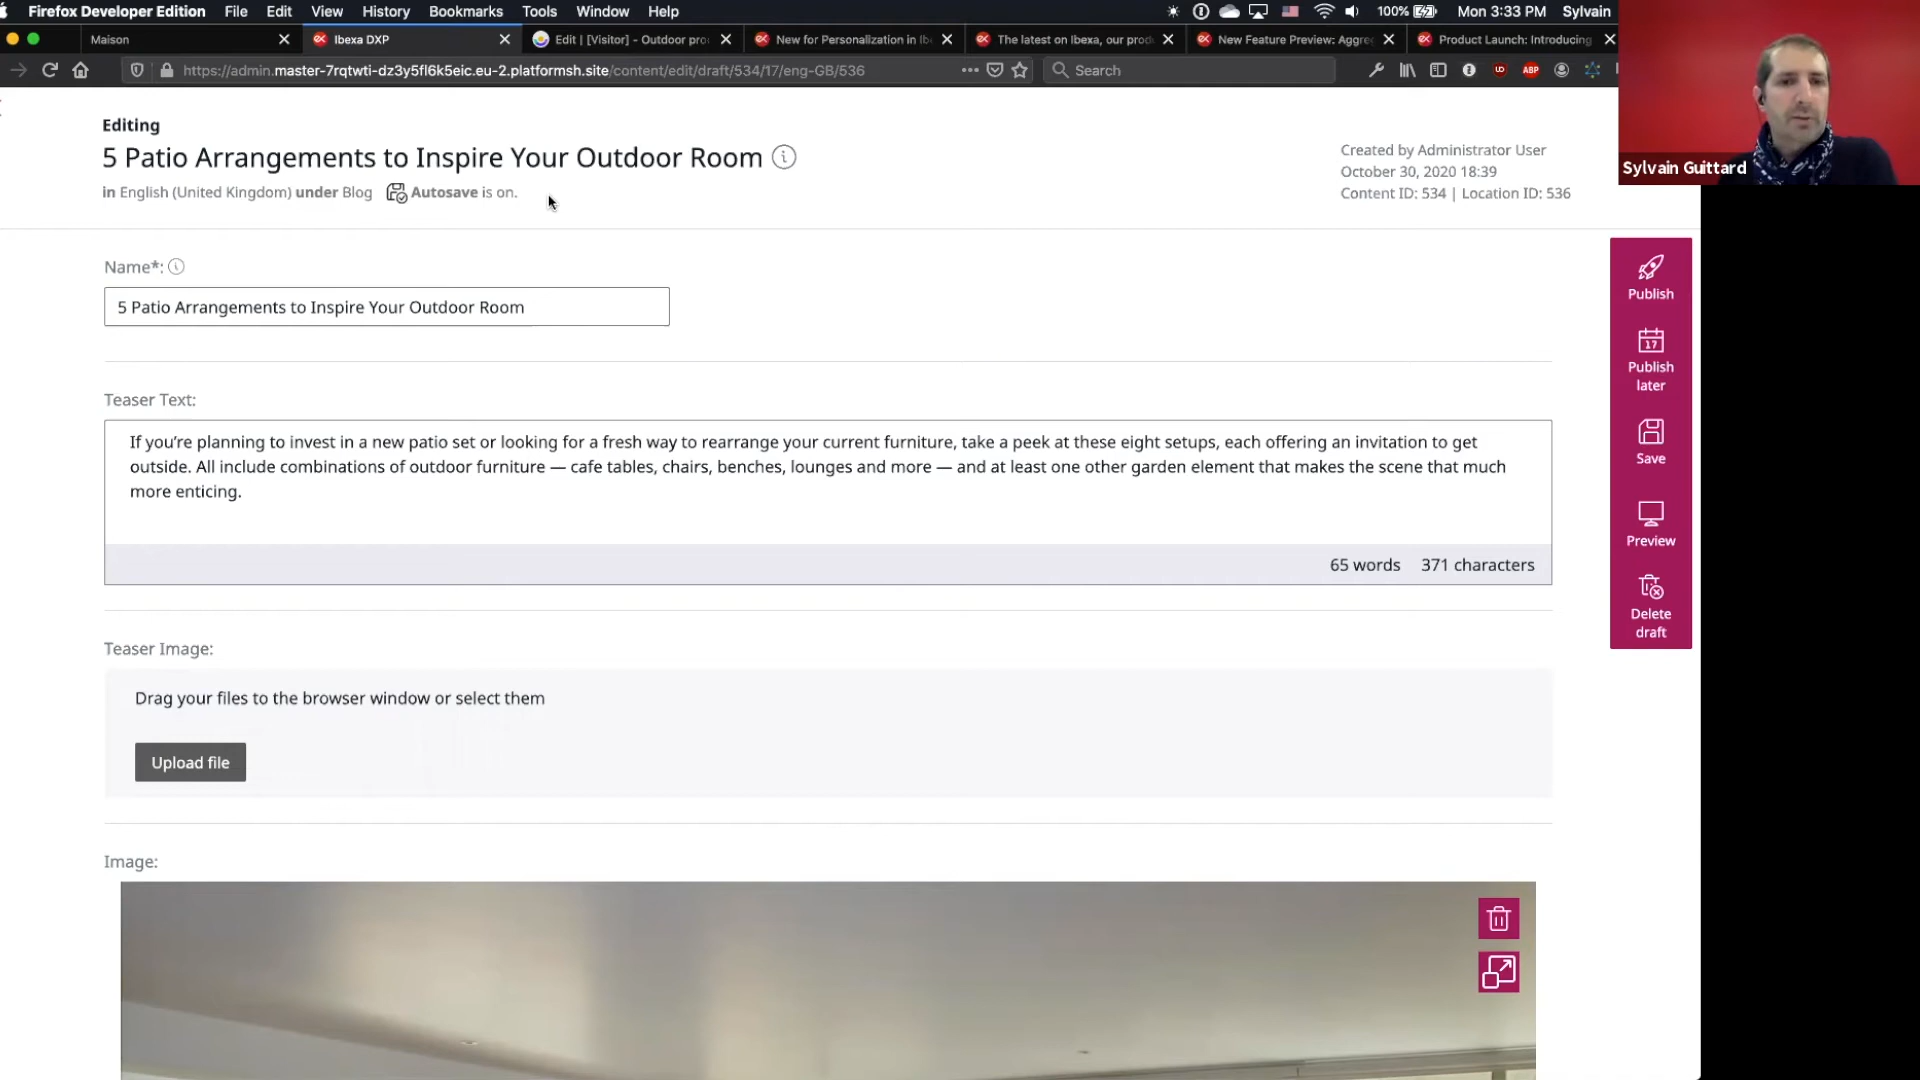 Firefox Developer Edition File Edit View History Bookmarks Tools Window Help 100% Mon 3:33 PM Sylvain
Maison Ibexa DXP Edit | [Visitor] - Outdoor pro New for Personalization in Ib The latest on Ibexa, our prod New Feature Preview: Aggre Product Launch: Introducing
https://admin.master-7rqtwti-dz3y5fl6k5eic.eu-2.platformsh.site/content/edit/draft/534/17/eng-GB/536 Search ABP
Sylvain Guittard
Editing
5 Patio Arrangements to Inspire Your Outdoor Room
in English (United Kingdom) under Blog Autosave is on.
Created by Administrator User
October 30, 2020 18:39
Content ID: 534 | Location ID: 536
Name*:
5 Patio Arrangements to Inspire Your Outdoor Room
Teaser Text:
If you're planning to invest in a new patio set or looking for a fresh way to rearrange your current furniture, take a peek at these eight setups, each offering an invitation to get
outside. All include combinations of outdoor furniture — cafe tables, chairs, benches, lounges and more — and at least one other garden element that makes the scene that much
more enticing.
65 words 371 characters
Teaser Image:
Drag your files to the browser window or select them
Upload file
Image:
Publish
17
Publish
later
Save
Preview
Delete
draft